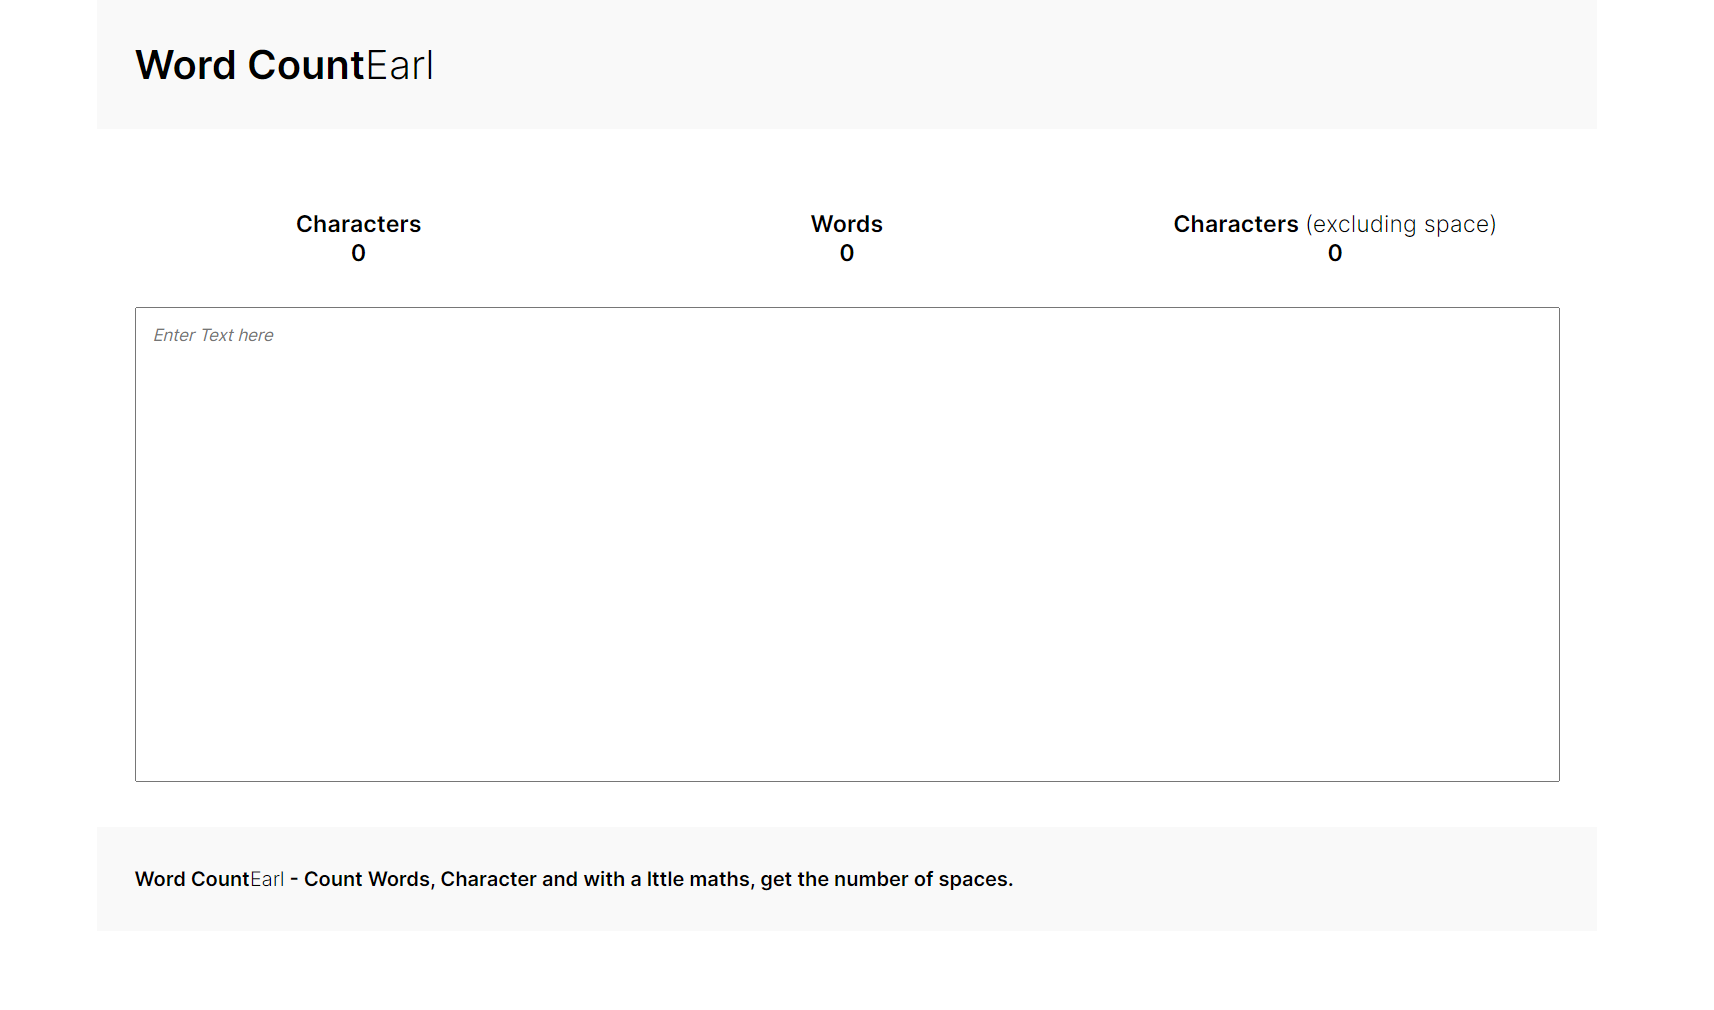 Word CountEarl
Characters
0
Words
0
Characters (excluding space)
0
Enter Text here
Word CountEarl - Count Words, Character and with a lttle maths, get the number of spaces.